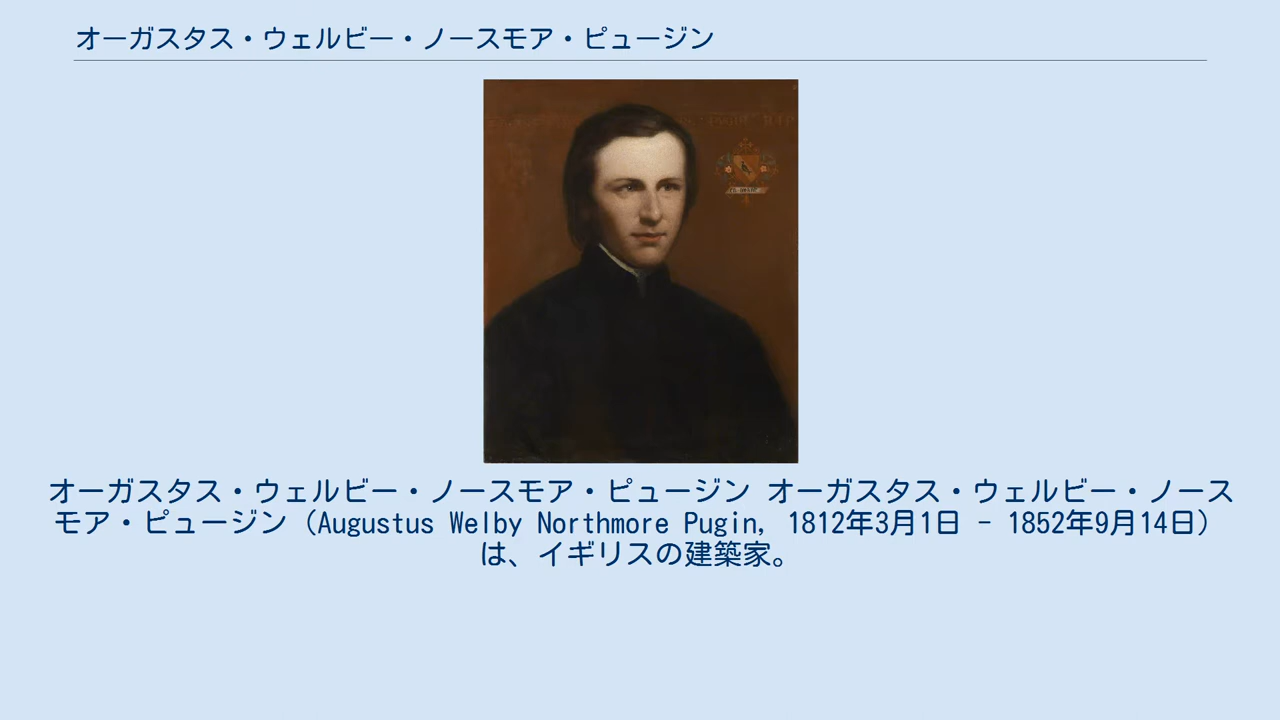 オーガスタス・ウェルビー・ノースモア・ピュージン
オーガスタス・ウェルビー・ノースモア・ピュージン オーガスタス・ウェルビー・ノース
モア・ピュージン（Augustus Welby Northmore Pugin, 1812年3月1日 - 1852年9月14日）
は、イギリスの建築家。